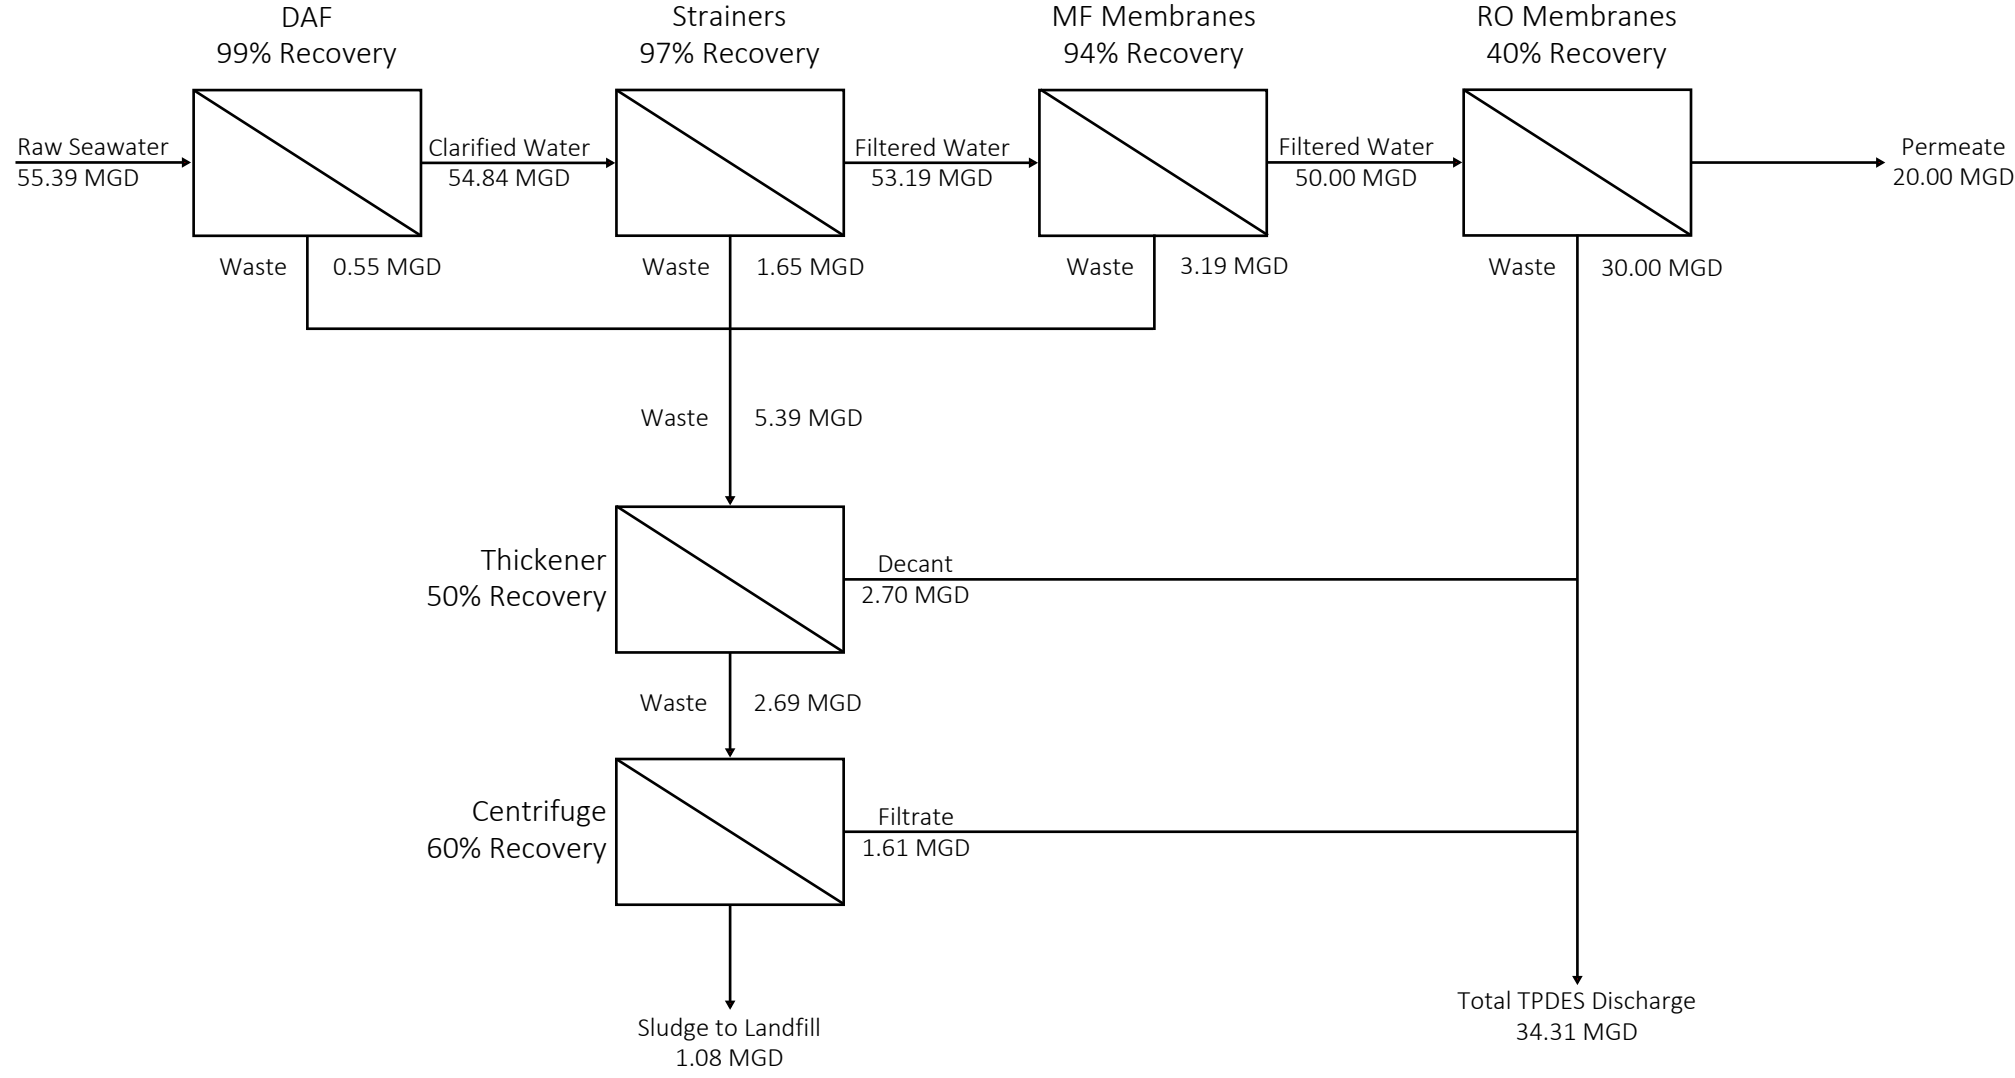 DAF
99% Recovery
Strainers
97% Recovery
MF Membranes
94% Recovery
RO Membranes
40% Recovery
Raw Seawater
55.39 MGD
Clarified Water
54.84 MGD
Filtered Water
53.19 MGD
Filtered Water
50.00 MGD
Permeate
20.00 MGD
Waste
0.55 MGD
Waste
1.65 MGD
Waste
3.19 MGD
Waste
30.00 MGD
Waste
5.39 MGD
Thickener
50% Recovery
Decant
2.70 MGD
Waste
2.69 MGD
Centrifuge
60% Recovery
Filtrate
1.61 MGD
Sludge to Landfill
1.08 MGD
Total TPDES Discharge
34.31 MGD